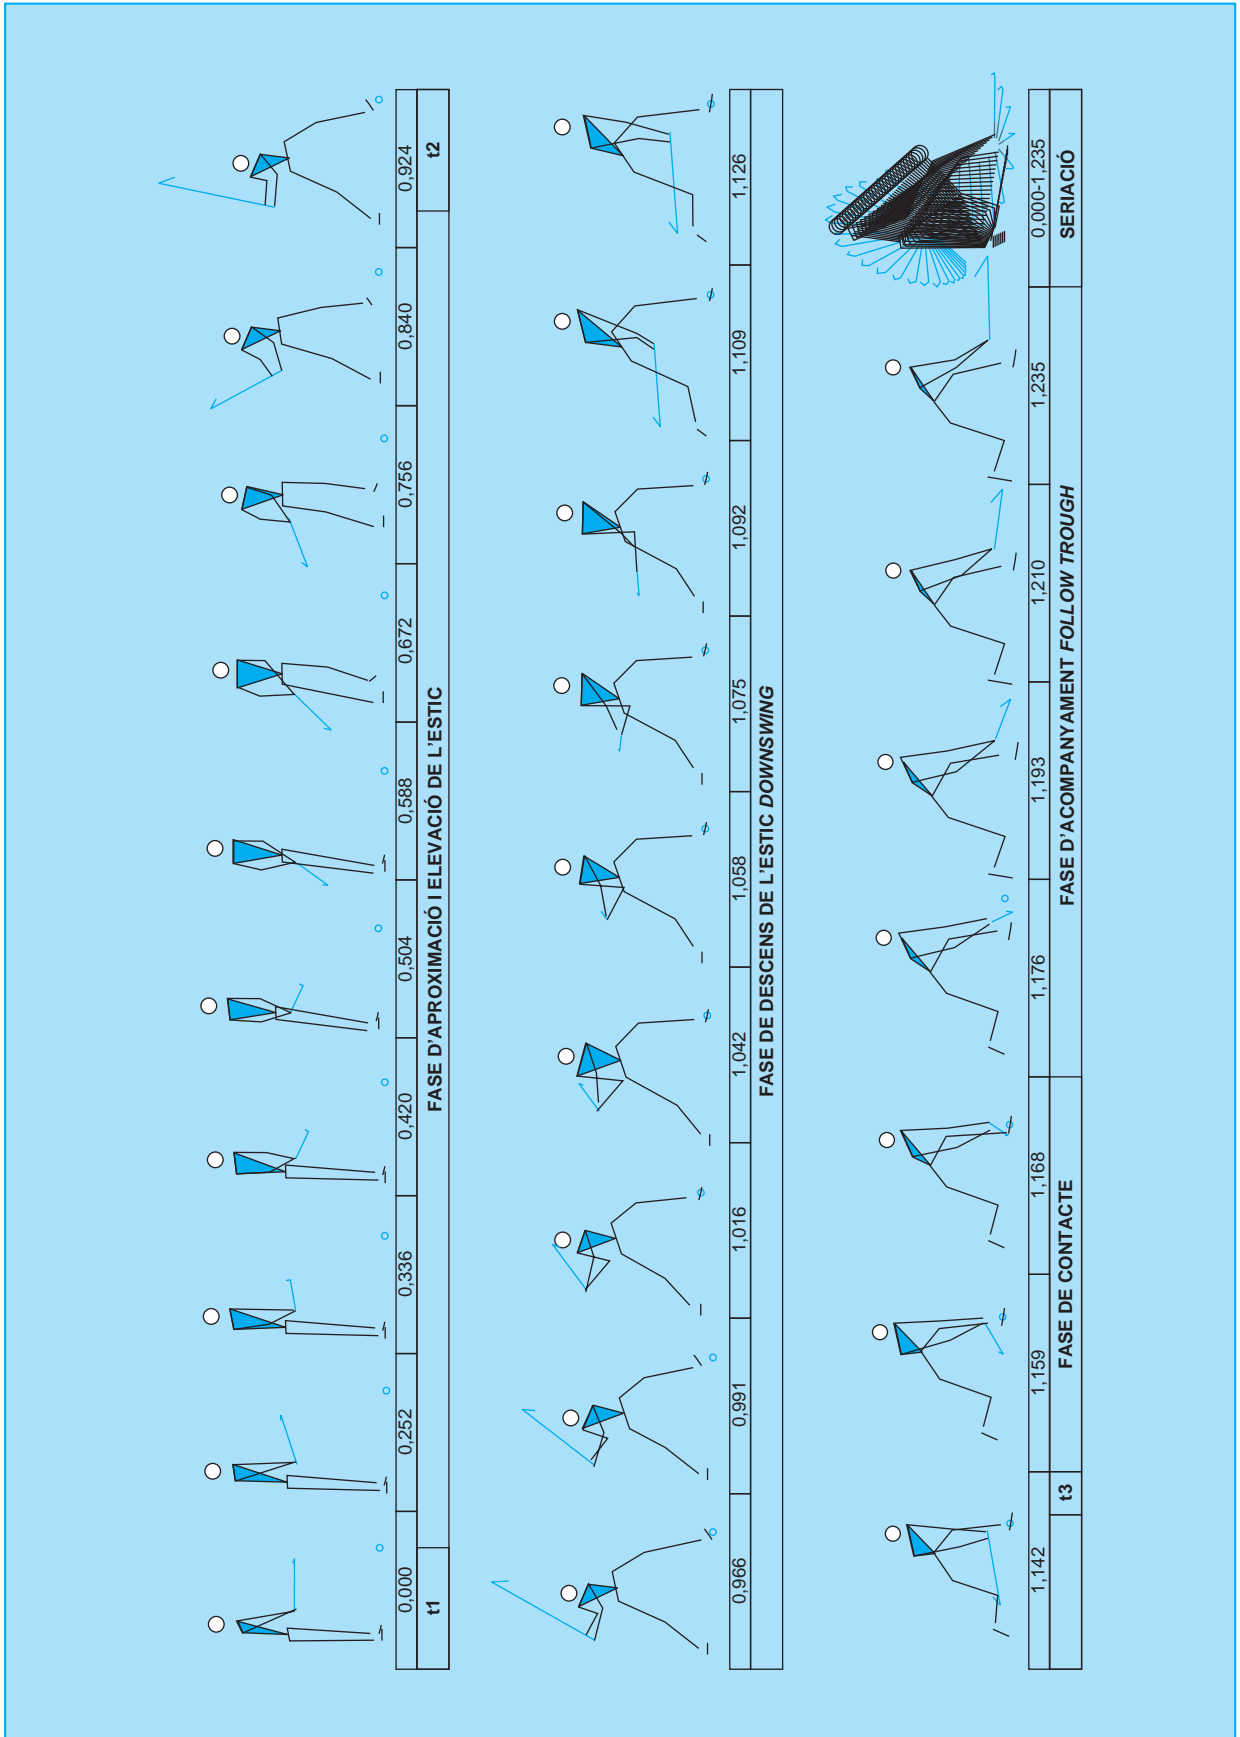 0,000 0,252 0,336 0,420 0,504 0,588 0,672 0,756 0,840 0,924
t1 FASE D'APROXIMACIÓ I ELEVACIÓ DE L'ESTIC t2
0,966 0,991 1,016 1,042 1,058 1,075 1,092 1,109 1,126
FASE DE DESCENS DE L'ESTIC DOWNSWING
1,142 1,159 1,168 1,176 1,193 1,210 1,235 0,000-1,235
t3 FASE DE CONTACTE FASE D'ACOMPANYAMENT FOLLOW TROUGH SERIACIÓ